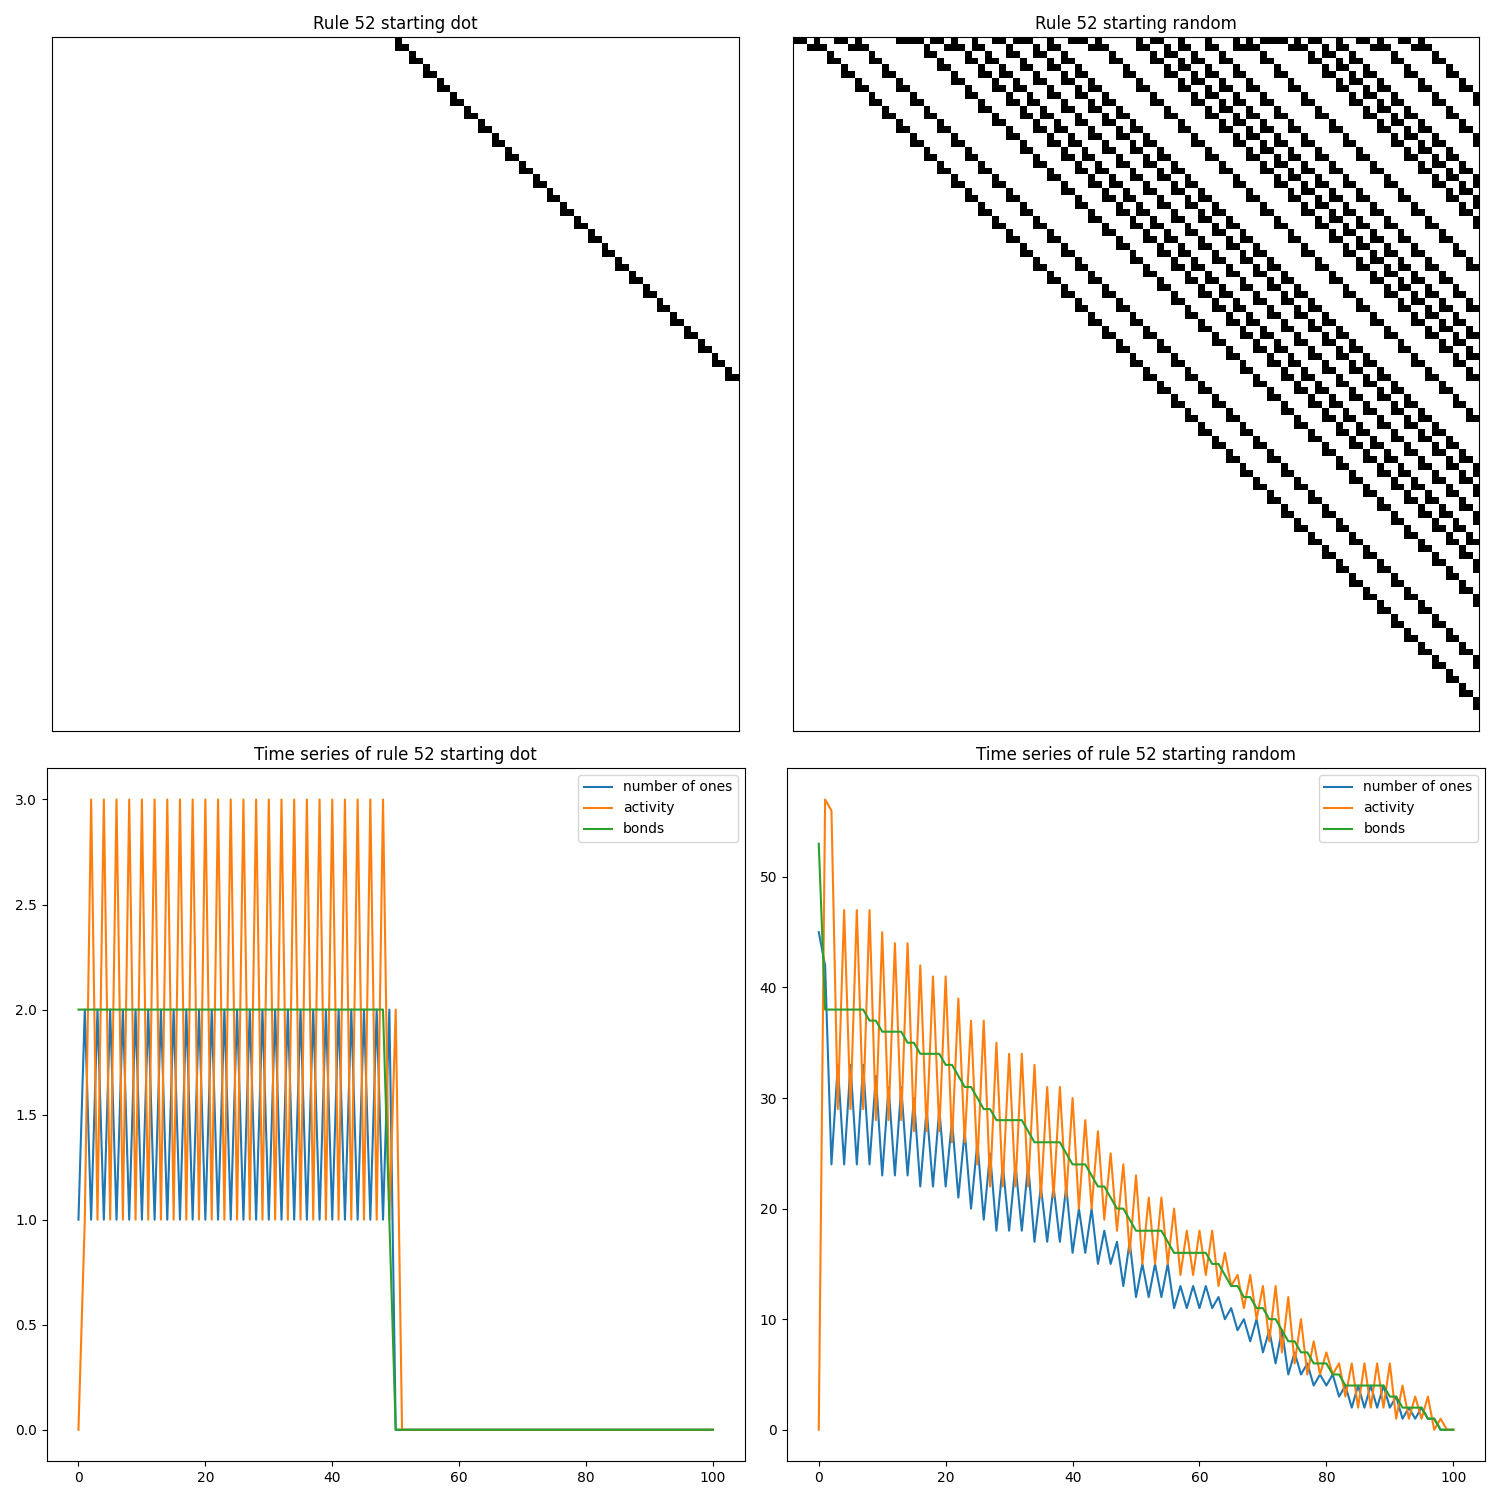 Rule 52 starting dot
Rule 52 starting random
Time series of rule 52 starting dot
number of ones
activity
bonds
3.0
2.5
2.0
1.5
1.0
0.5
0.0
0
20
40
60
80
100
Time series of rule 52 starting random
number of ones
activity
bonds
50
40
30
20
10
0
0
20
40
60
80
100